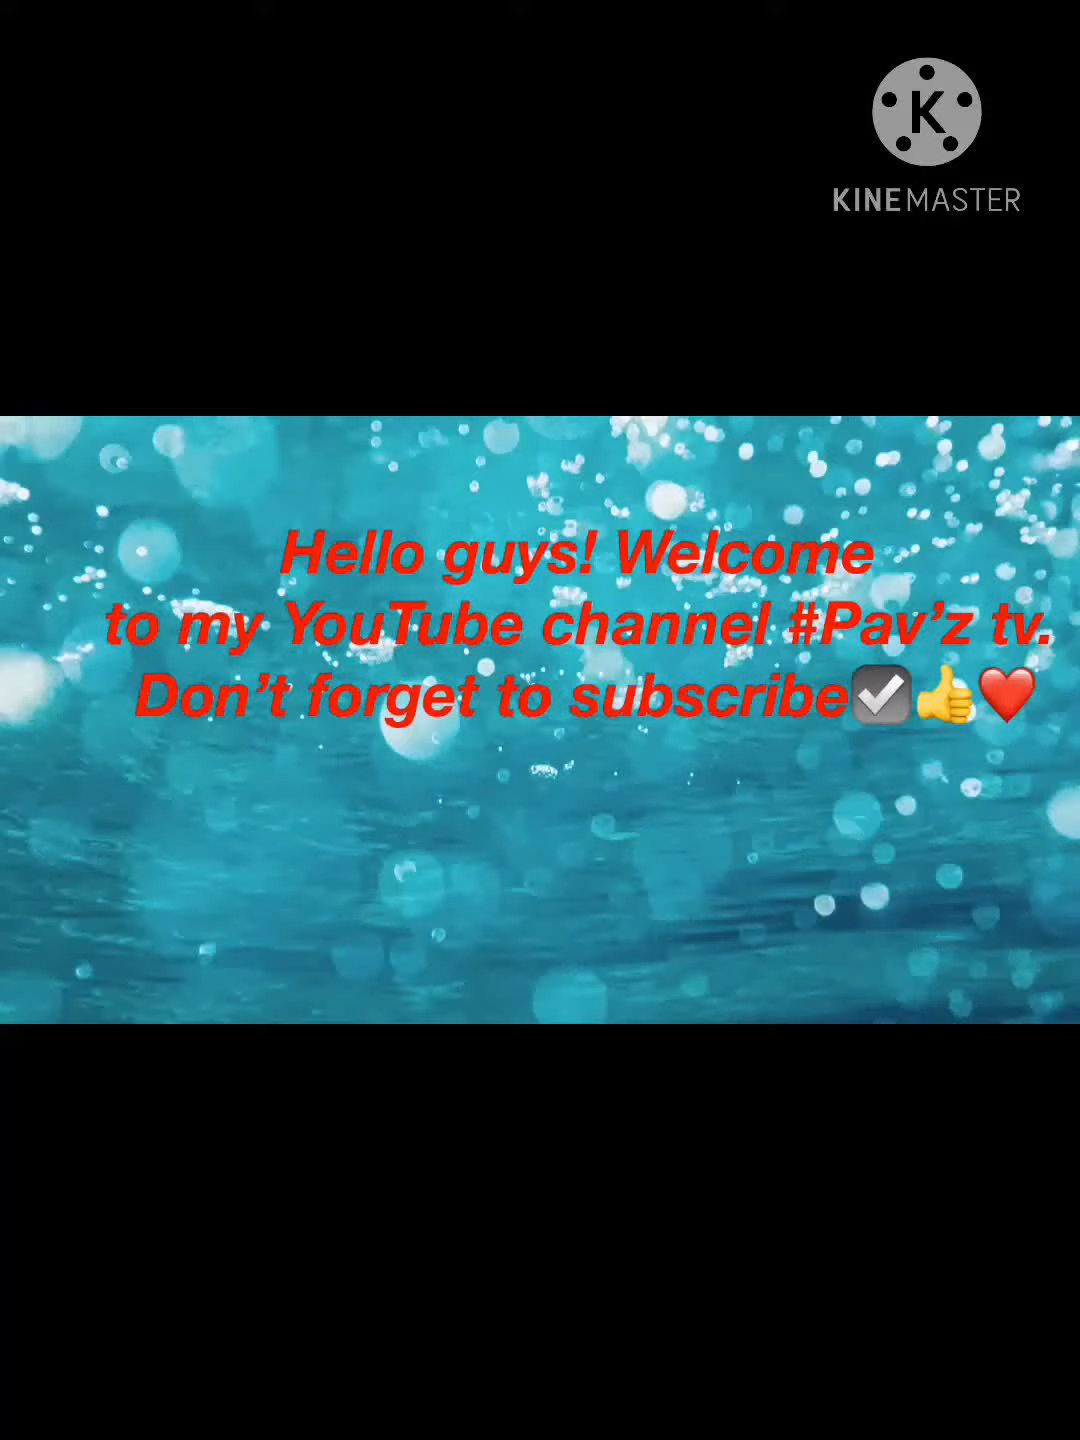 K
KINEMASTER
Hello guys! Welcome
to my YouTube channel #Pav’z tv.
Don’t forget to subscribe☑️👍❤️